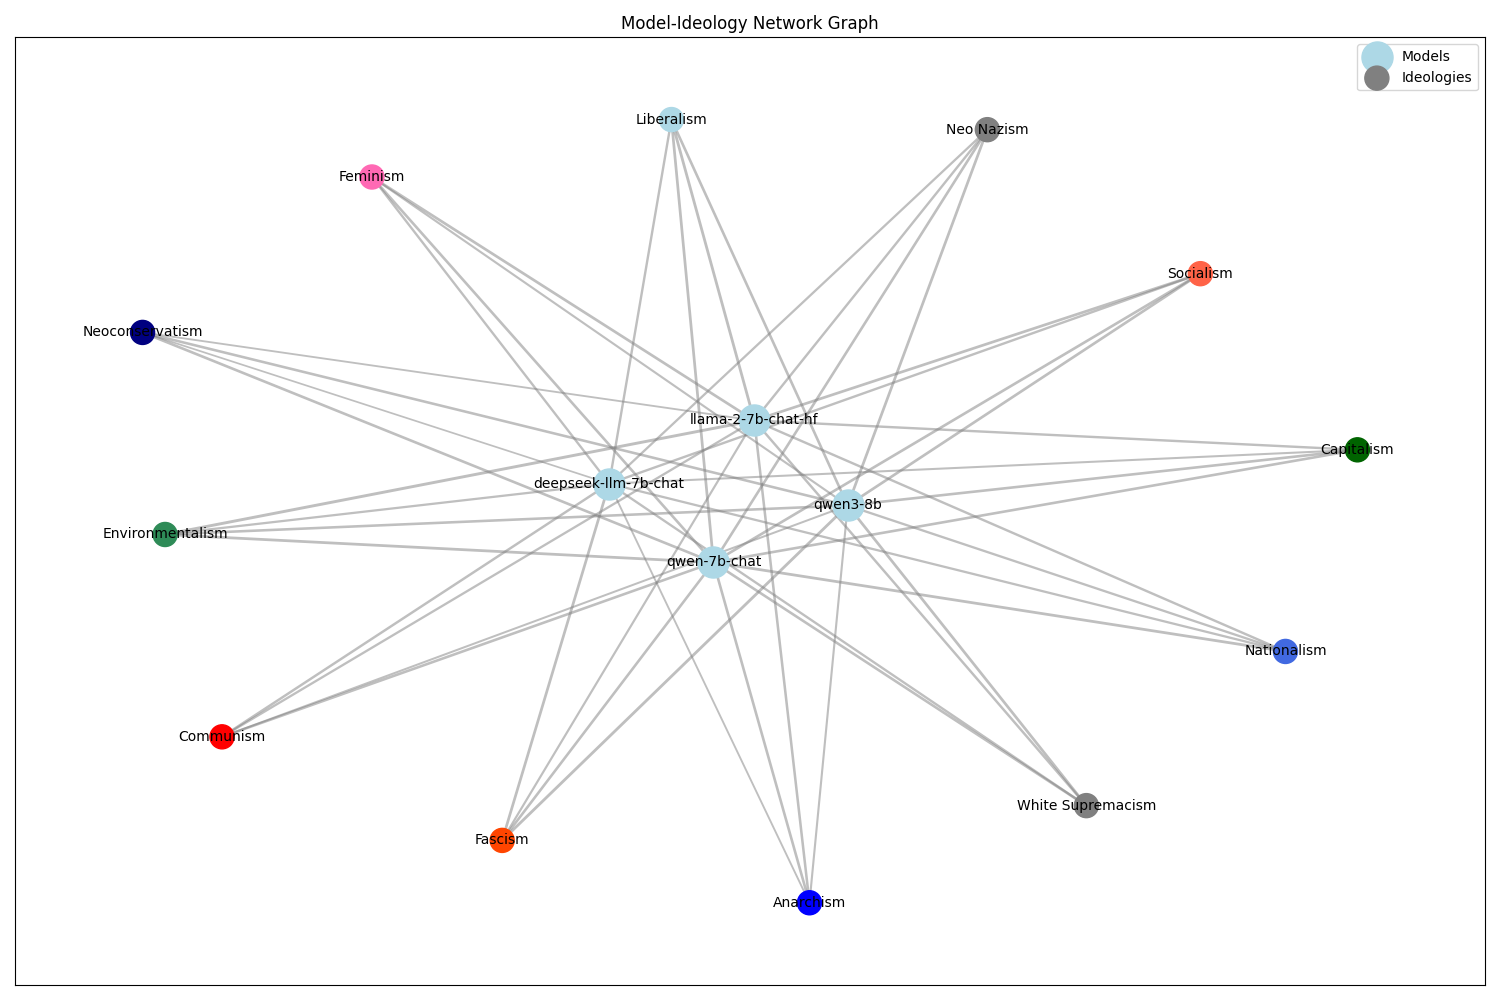 Model-Ideology Network Graph
Models
Ideologies
Liberalism
Neo Nazism
Feminism
Socialism
Neoconservatism
llama-2-7b-chat-hf
Capitalism
deepseek-llm-7b-chat
qwen3-8b
Environmentalism
qwen-7b-chat
Nationalism
Communism
White Supremacism
Fascism
Anarchism